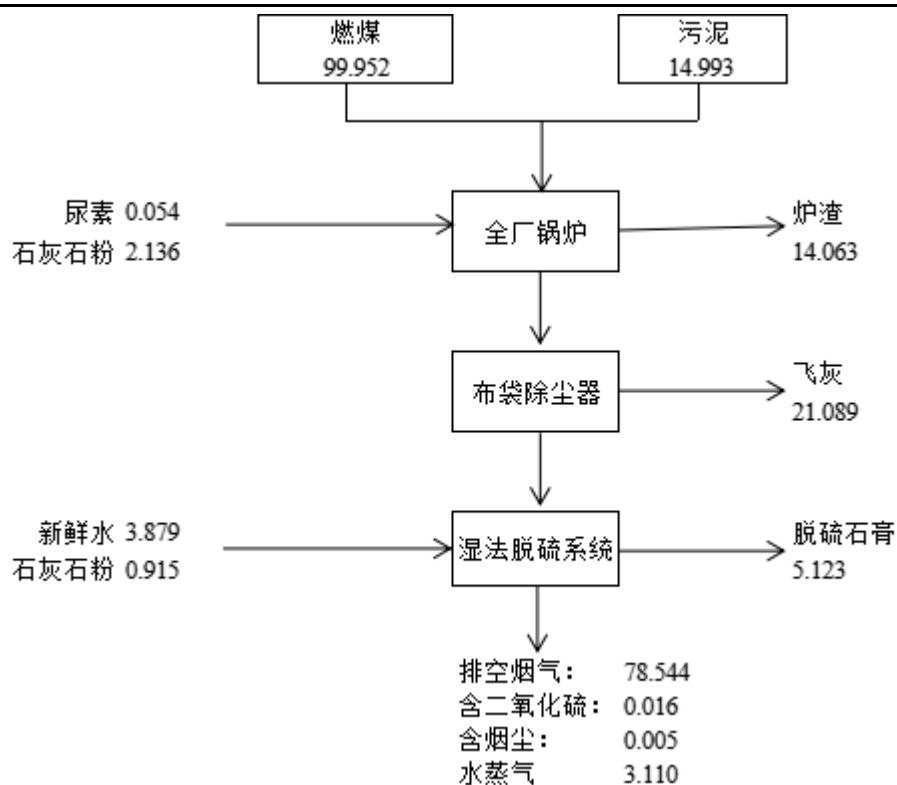 燃煤
99.952
污泥
14.993
尿素 0.054
石灰石粉 2.136
全厂锅炉
炉渣
14.063
布袋除尘器
飞灰
21.089
新鲜水 3.879
石灰石粉 0.915
湿法脱硫系统
脱硫石膏
5.123
排空烟气： 78.544
含二氧化硫： 0.016
含烟尘： 0.005
水蒸气 3.110